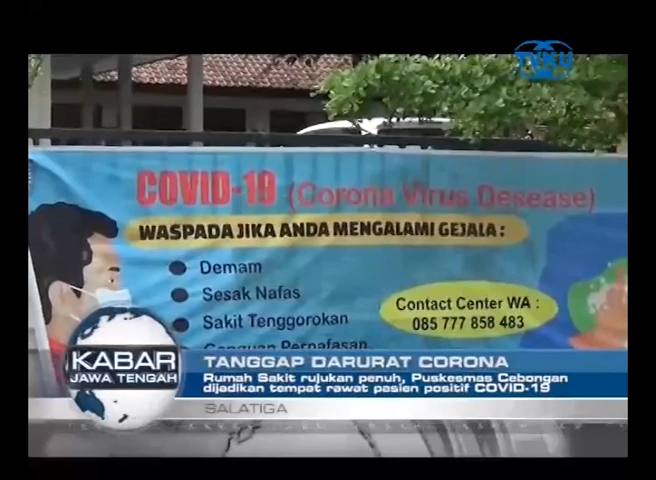 TVKU
COVID-19 (Corona Virus Desease)
WASPADA JIKA ANDA MENGALAMI GEJALA :
Demam
Sesak Nafas
Sakit Tenggorokan
Contact Center WA :
085 777 858 483
Gangguan Pernafasan
KABAR
JAWA TENGAH
TANGGAP DARURAT CORONA
Rumah Sakit rujukan penuh, Puskesmas Cebongan
dijadikan tempat rawat pasien positif COVID-19
SALATIGA